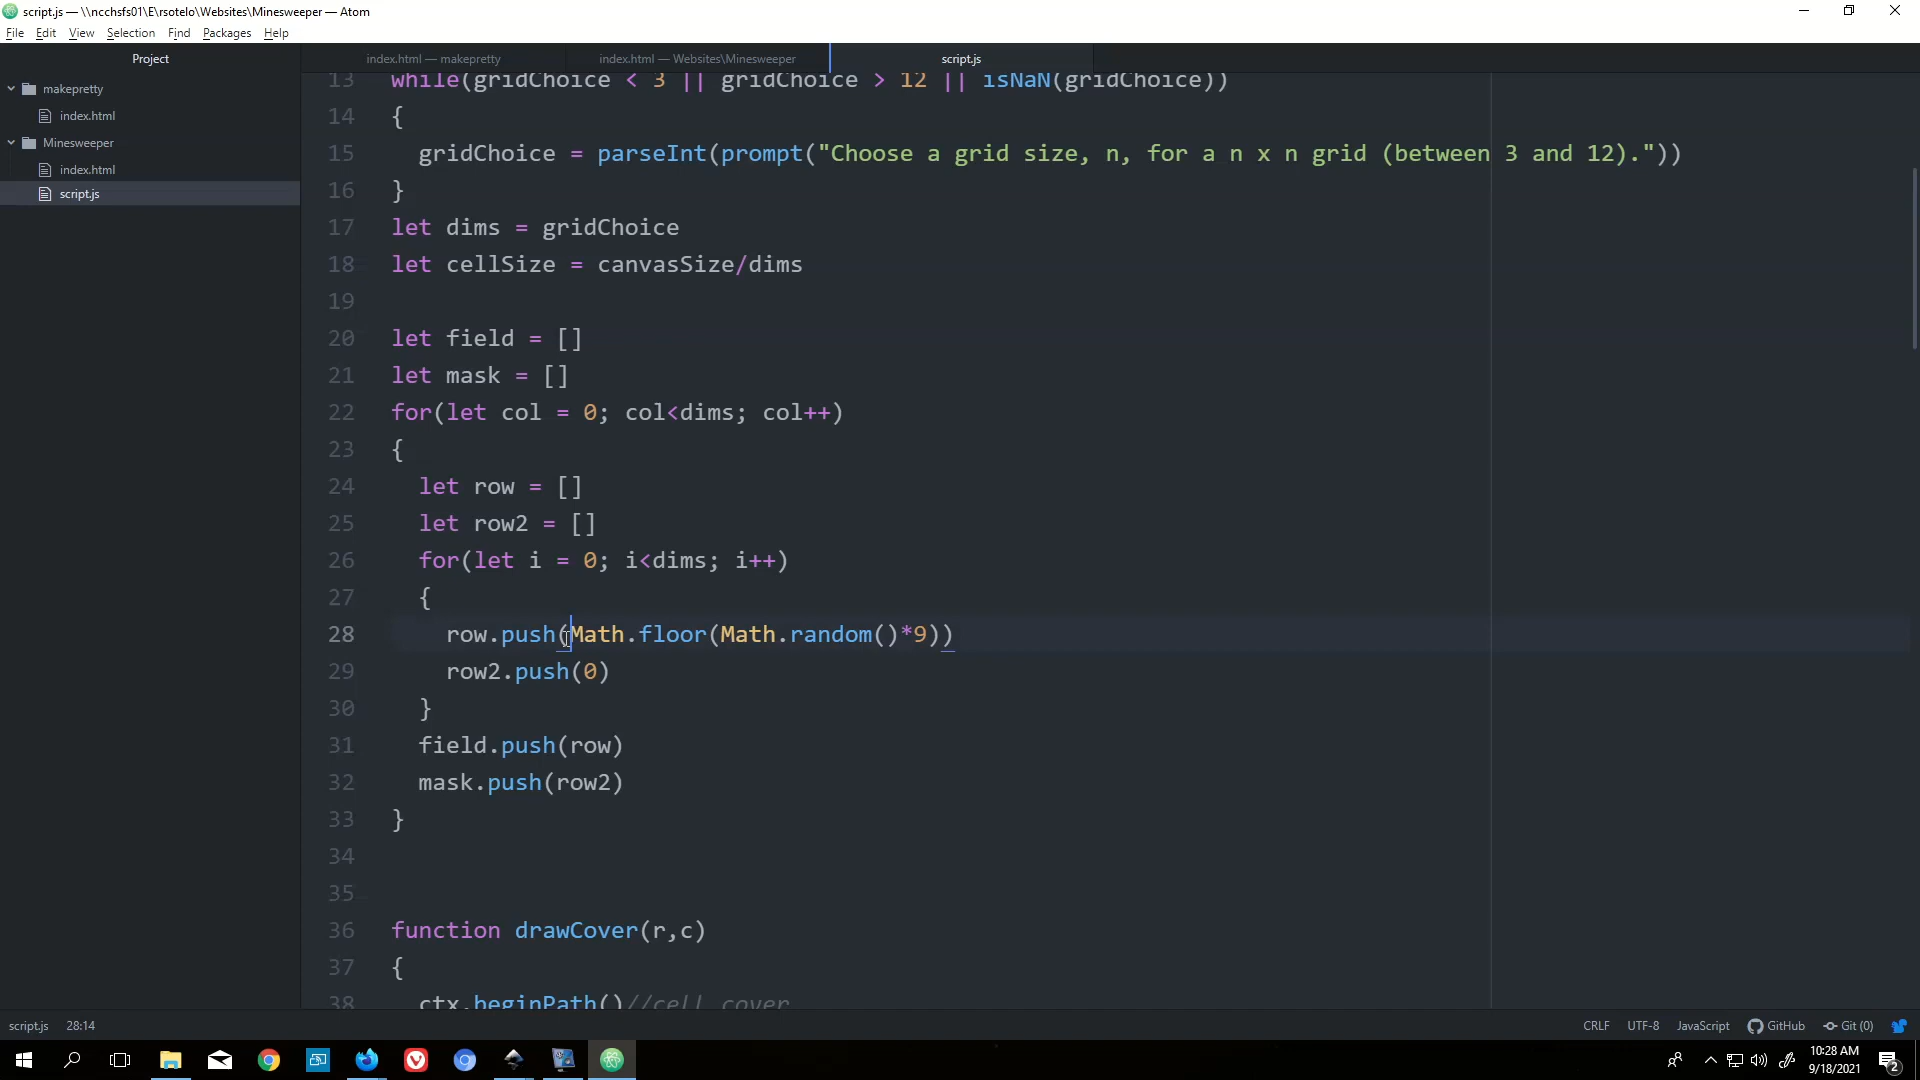 script.js — \\ncchsfs01\E\rsotelo\Websites\Minesweeper — Atom
File Edit View Selection Find Packages Help
Project
index.html — makepretty
index.html — Websites\Minesweeper
script.js
makepretty
index.html
Minesweeper
index.html
script.js
13 while(gridChoice < 3 || gridChoice > 12 || isNaN(gridChoice))
14 {
15 gridChoice = parseInt(prompt("Choose a grid size, n, for a n x n grid (between 3 and 12)."))
16 }
17 let dims = gridChoice
18 let cellSize = canvasSize/dims
19
20 let field = []
21 let mask = []
22 for(let col = 0; col<dims; col++)
23 {
24 let row = []
25 let row2 = []
26 for(let i = 0; i<dims; i++)
27 {
28 row.push(Math.floor(Math.random()*9))
29 row2.push(0)
30 }
31 field.push(row)
32 mask.push(row2)
33 }
34
35
36 function drawCover(r,c)
37 {
38 ctx.beginPath()//cell cover
script.js 28:14
CRLF UTF-8 JavaScript GitHub Git (0)
10:28 AM
9/18/2021
2